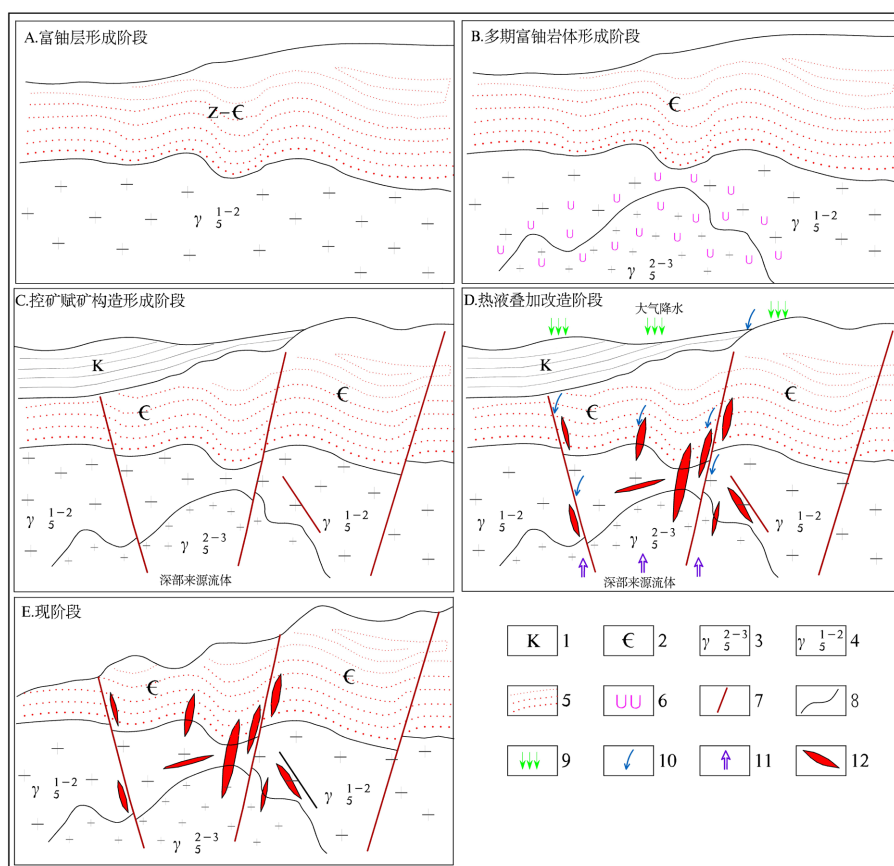 A.富铀层形成阶段
Z-Є
γ 1-2 5
B.多期富铀岩体形成阶段
Є
U U U U U U U U U U U U U U U U U U U U
γ 1-2 5
γ 2-3 5
C.控矿赋矿构造形成阶段
K
Є
Є
γ 1-2 5
γ 2-3 5
γ 1-2 5
深部来源流体
D.热液叠加改造阶段
大气降水
K
Є
Є
γ 1-2 5
γ 2-3 5
γ 1-2 5
深部来源流体
E.现阶段
Є
Є
γ 1-2 5
γ 2-3 5
γ 1-2 5
K 1 Є 2 γ 2-3 5 3 γ 1-2 5 4
5 UU 6 7 8
9 10 11 12